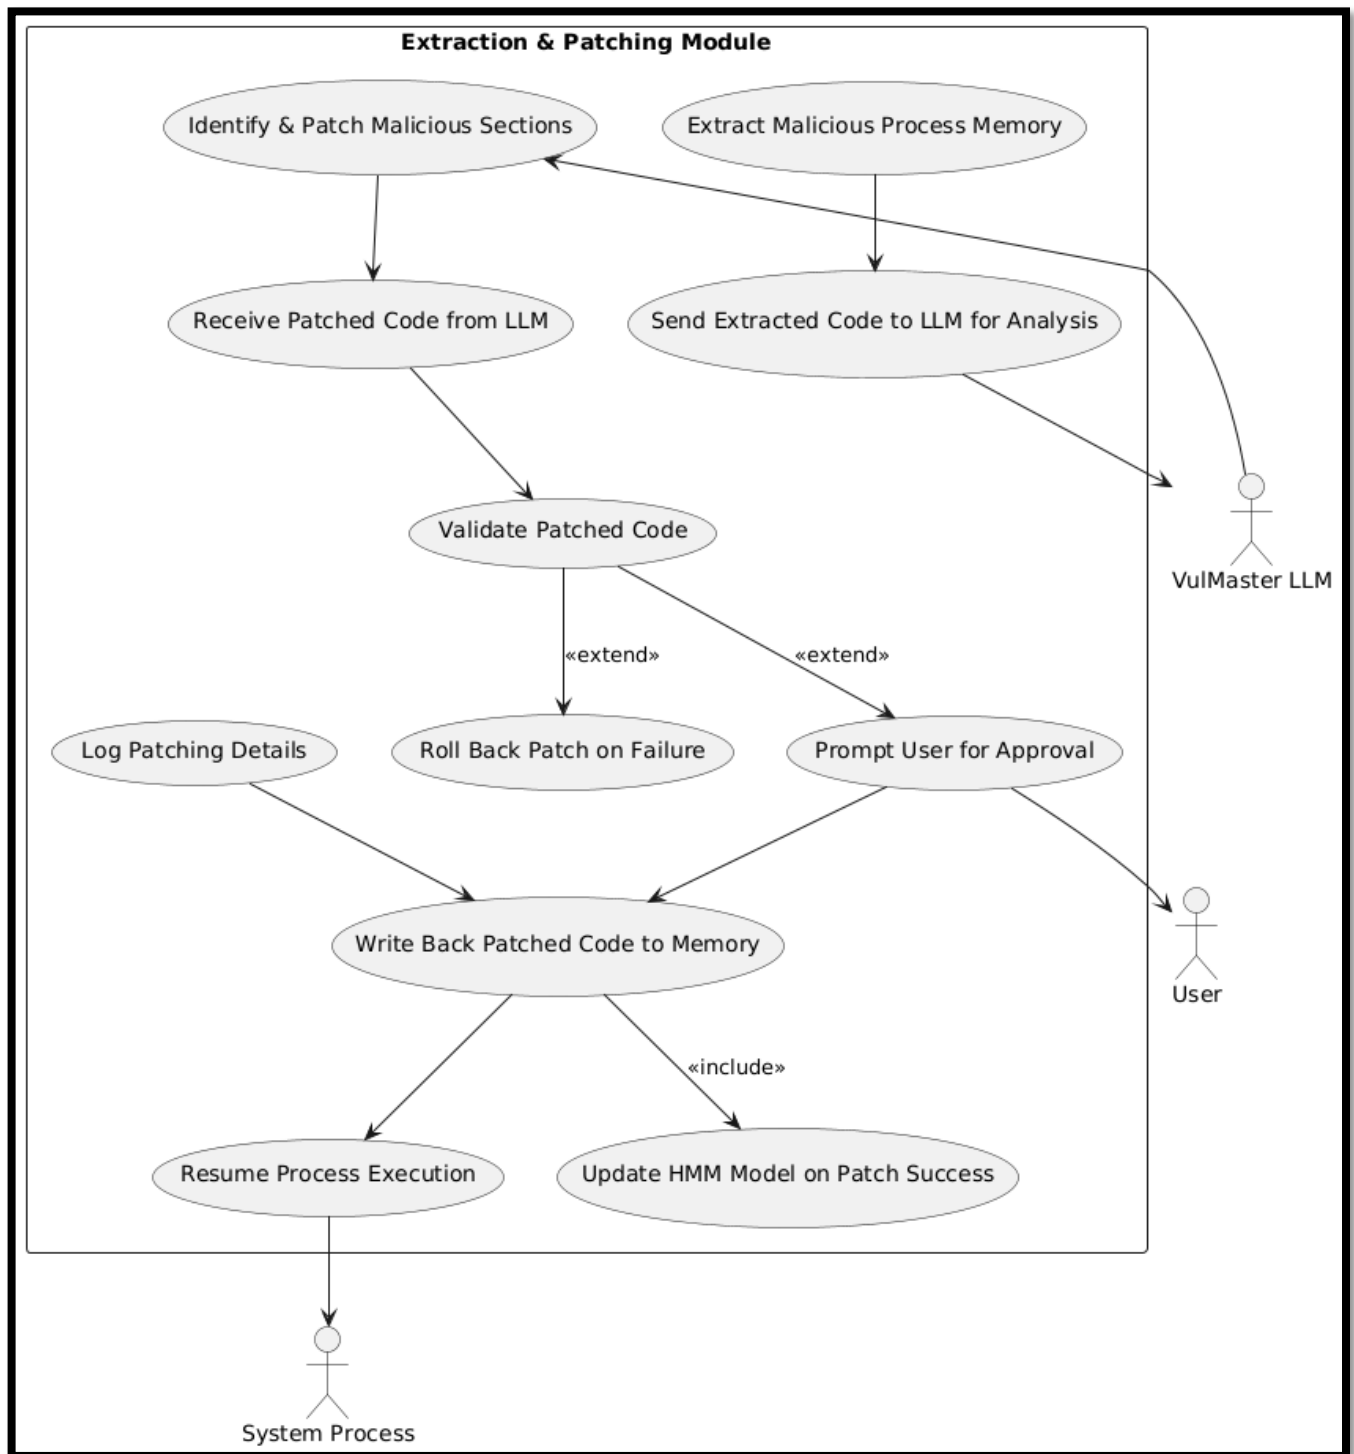 Extraction & Patching Module
Identify & Patch Malicious Sections
Extract Malicious Process Memory
Receive Patched Code from LLM
Send Extracted Code to LLM for Analysis
Validate Patched Code
VulMaster LLM
«extend»
«extend»
Log Patching Details
Roll Back Patch on Failure
Prompt User for Approval
Write Back Patched Code to Memory
User
«include»
Resume Process Execution
Update HMM Model on Patch Success
System Process